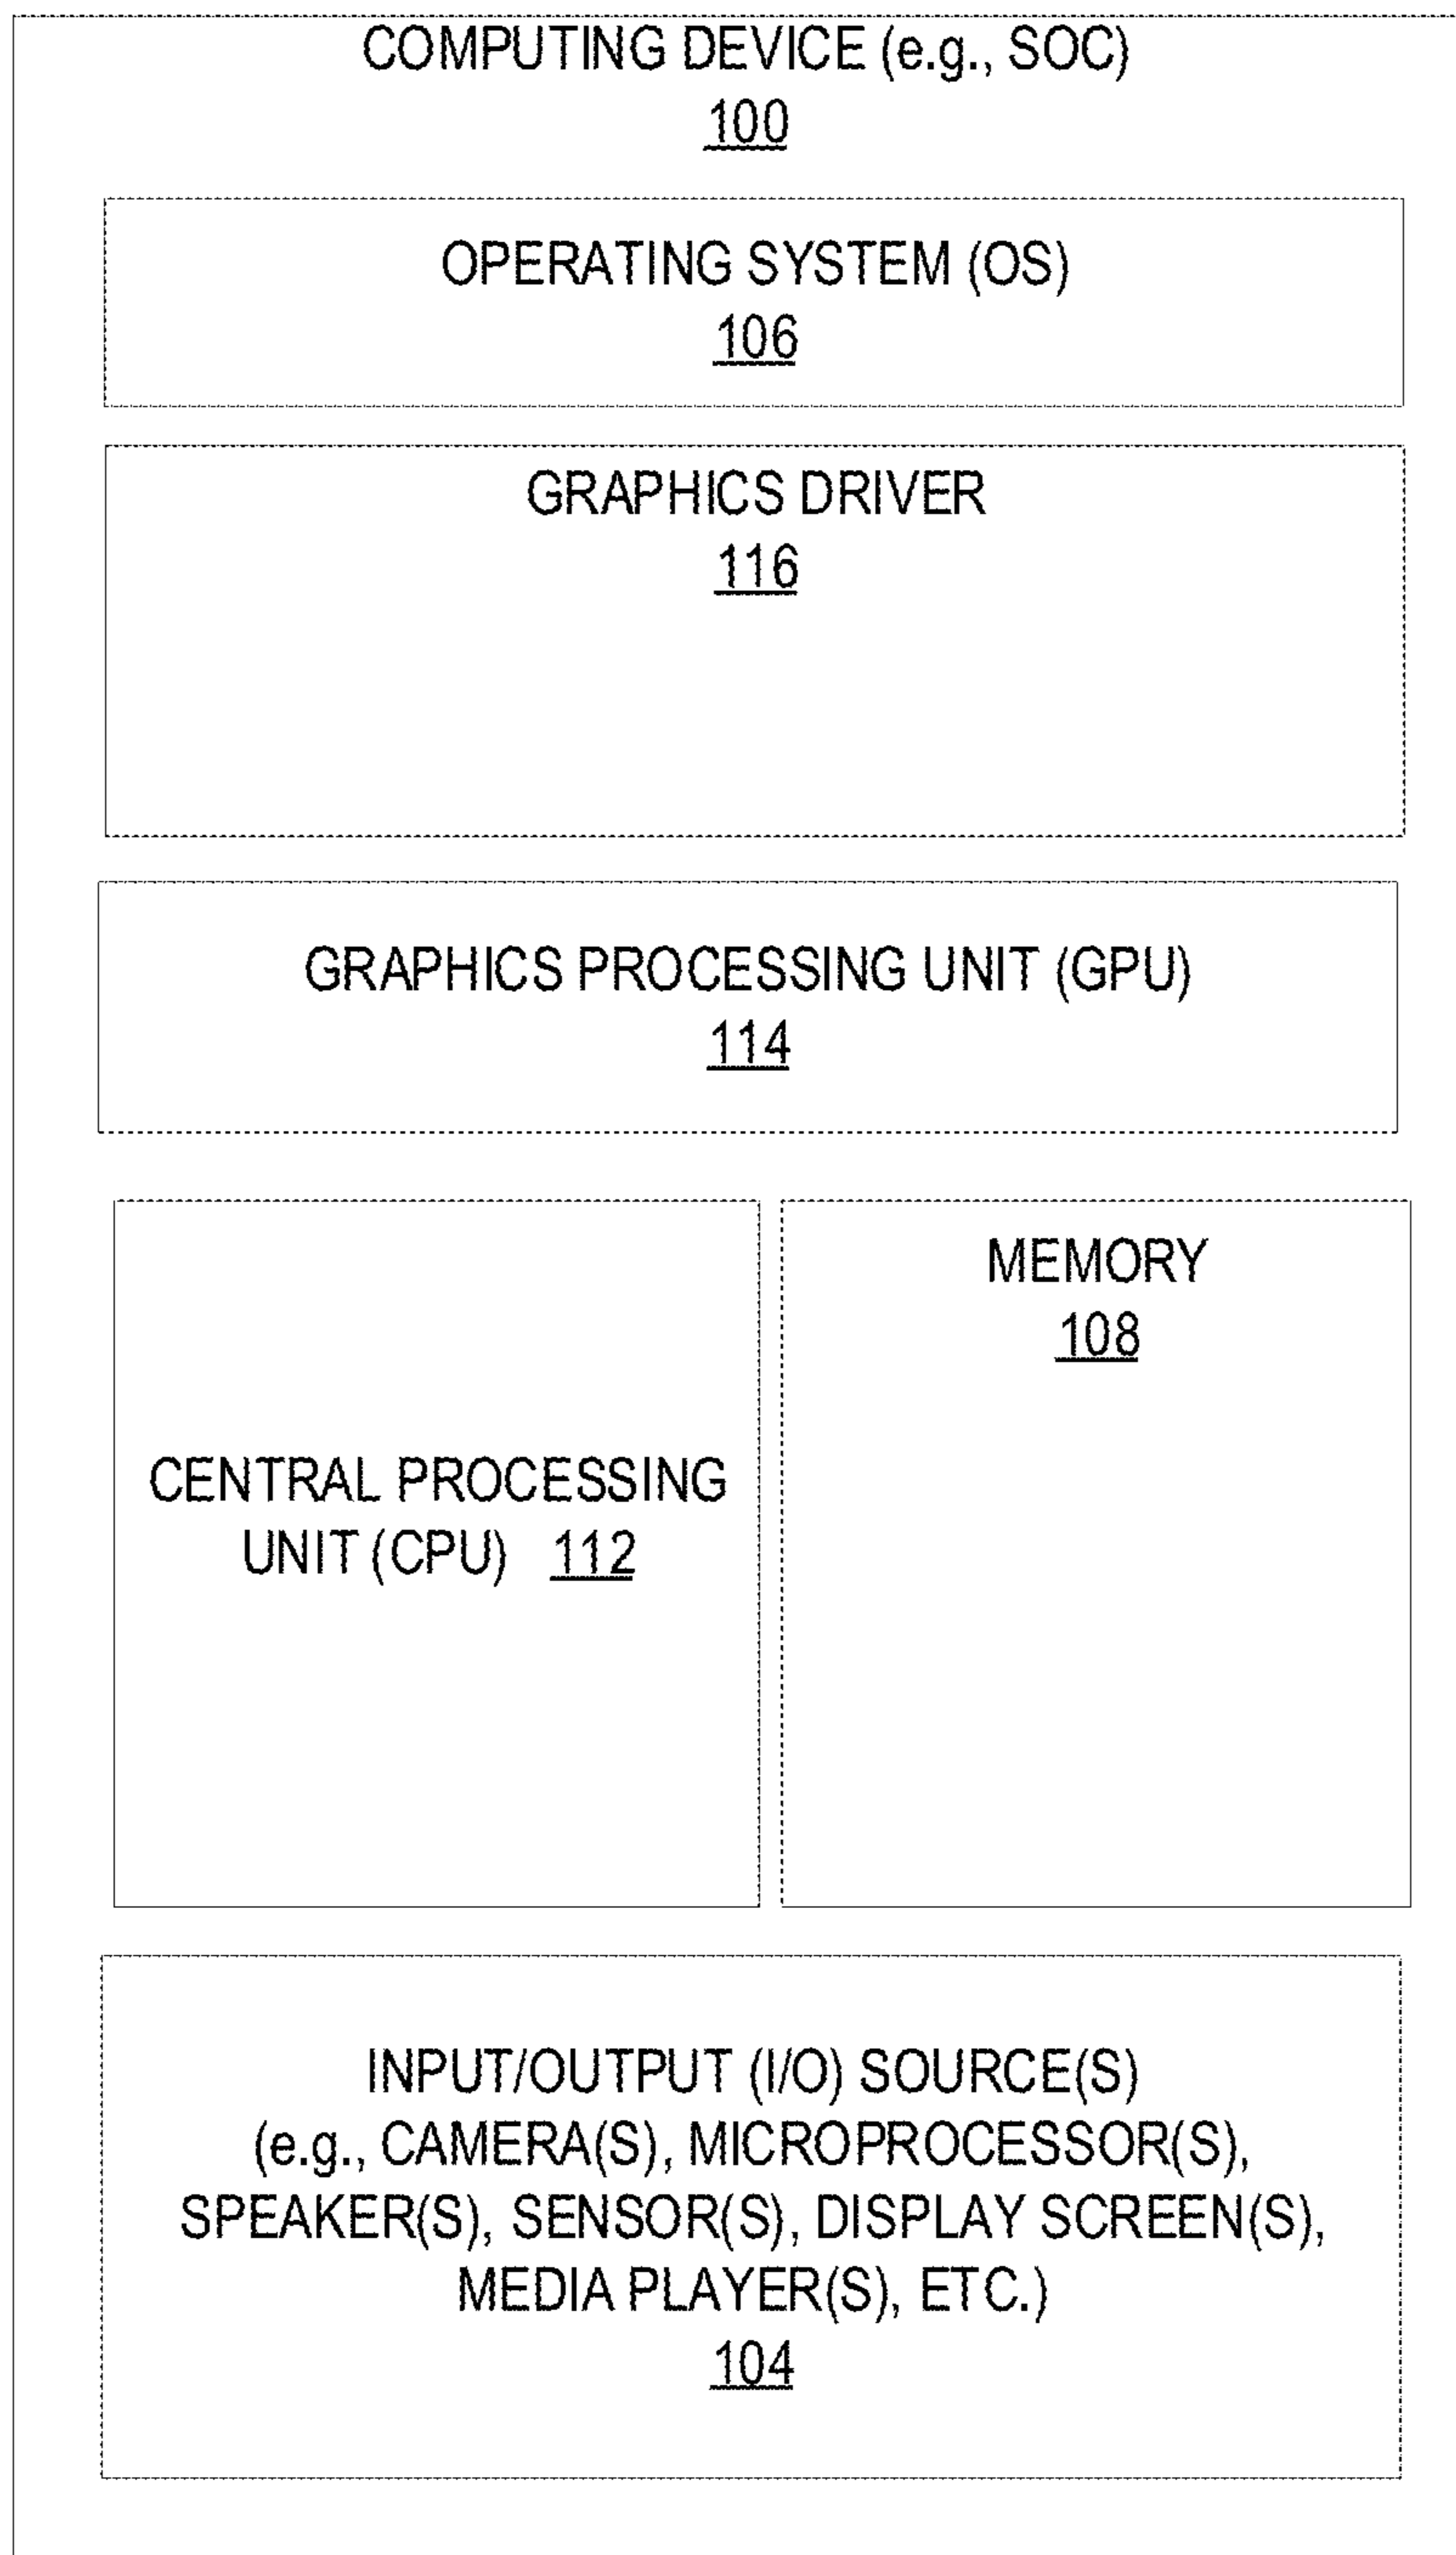 COMPUTING DEVICE (e.g., SOC)
100
OPERATING SYSTEM (OS)
106
GRAPHICS DRIVER
116
GRAPHICS PROCESSING UNIT (GPU)
114
CENTRAL PROCESSING
UNIT (CPU) 112
MEMORY
108
INPUT/OUTPUT (I/O) SOURCE(S)
(e.g., CAMERA(S), MICROPROCESSOR(S),
SPEAKER(S), SENSOR(S), DISPLAY SCREEN(S),
MEDIA PLAYER(S), ETC.)
104